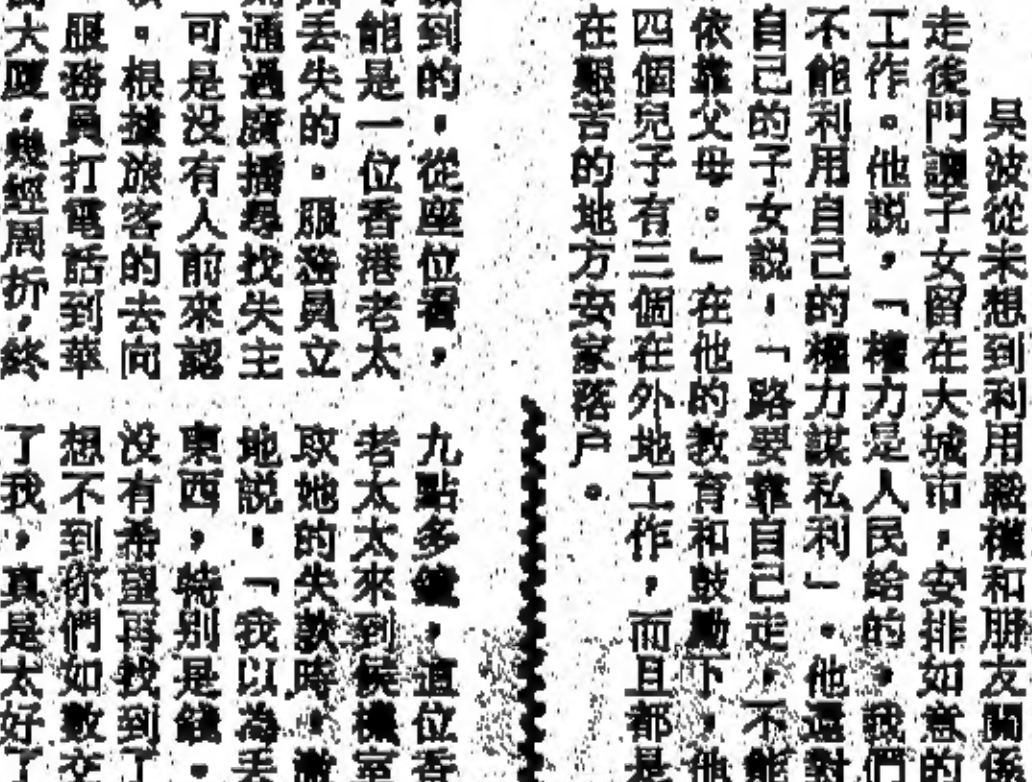 吳波從未想到利用職權和朋友關係
走後門讓子女留在大城市，安排如意的
工作。他説，「權力是人民給的，我們
不能利用自己的權力謀私利」。他還對
自己的子女説，「路要靠自己走，不能
依靠父母。」在他的教育和鼓勵下，他
四個兒子有三個在外地工作，而且都是
在艱苦的地方安家落户。
到的，從座位看，
能是一位香港老太
丟失的。服務員立
通過廣播尋找失主
可是没有人前來認
。根據旅客的去向
服務員打電話到華
大廈，幾經周折，終
九點多鐘，這位香
老太太來到候機室
取她的失款時，激
地説，「我以為丟
東西，特别是錢。
没有希望再找到了
想不到你們如數交
了我，真是太好了